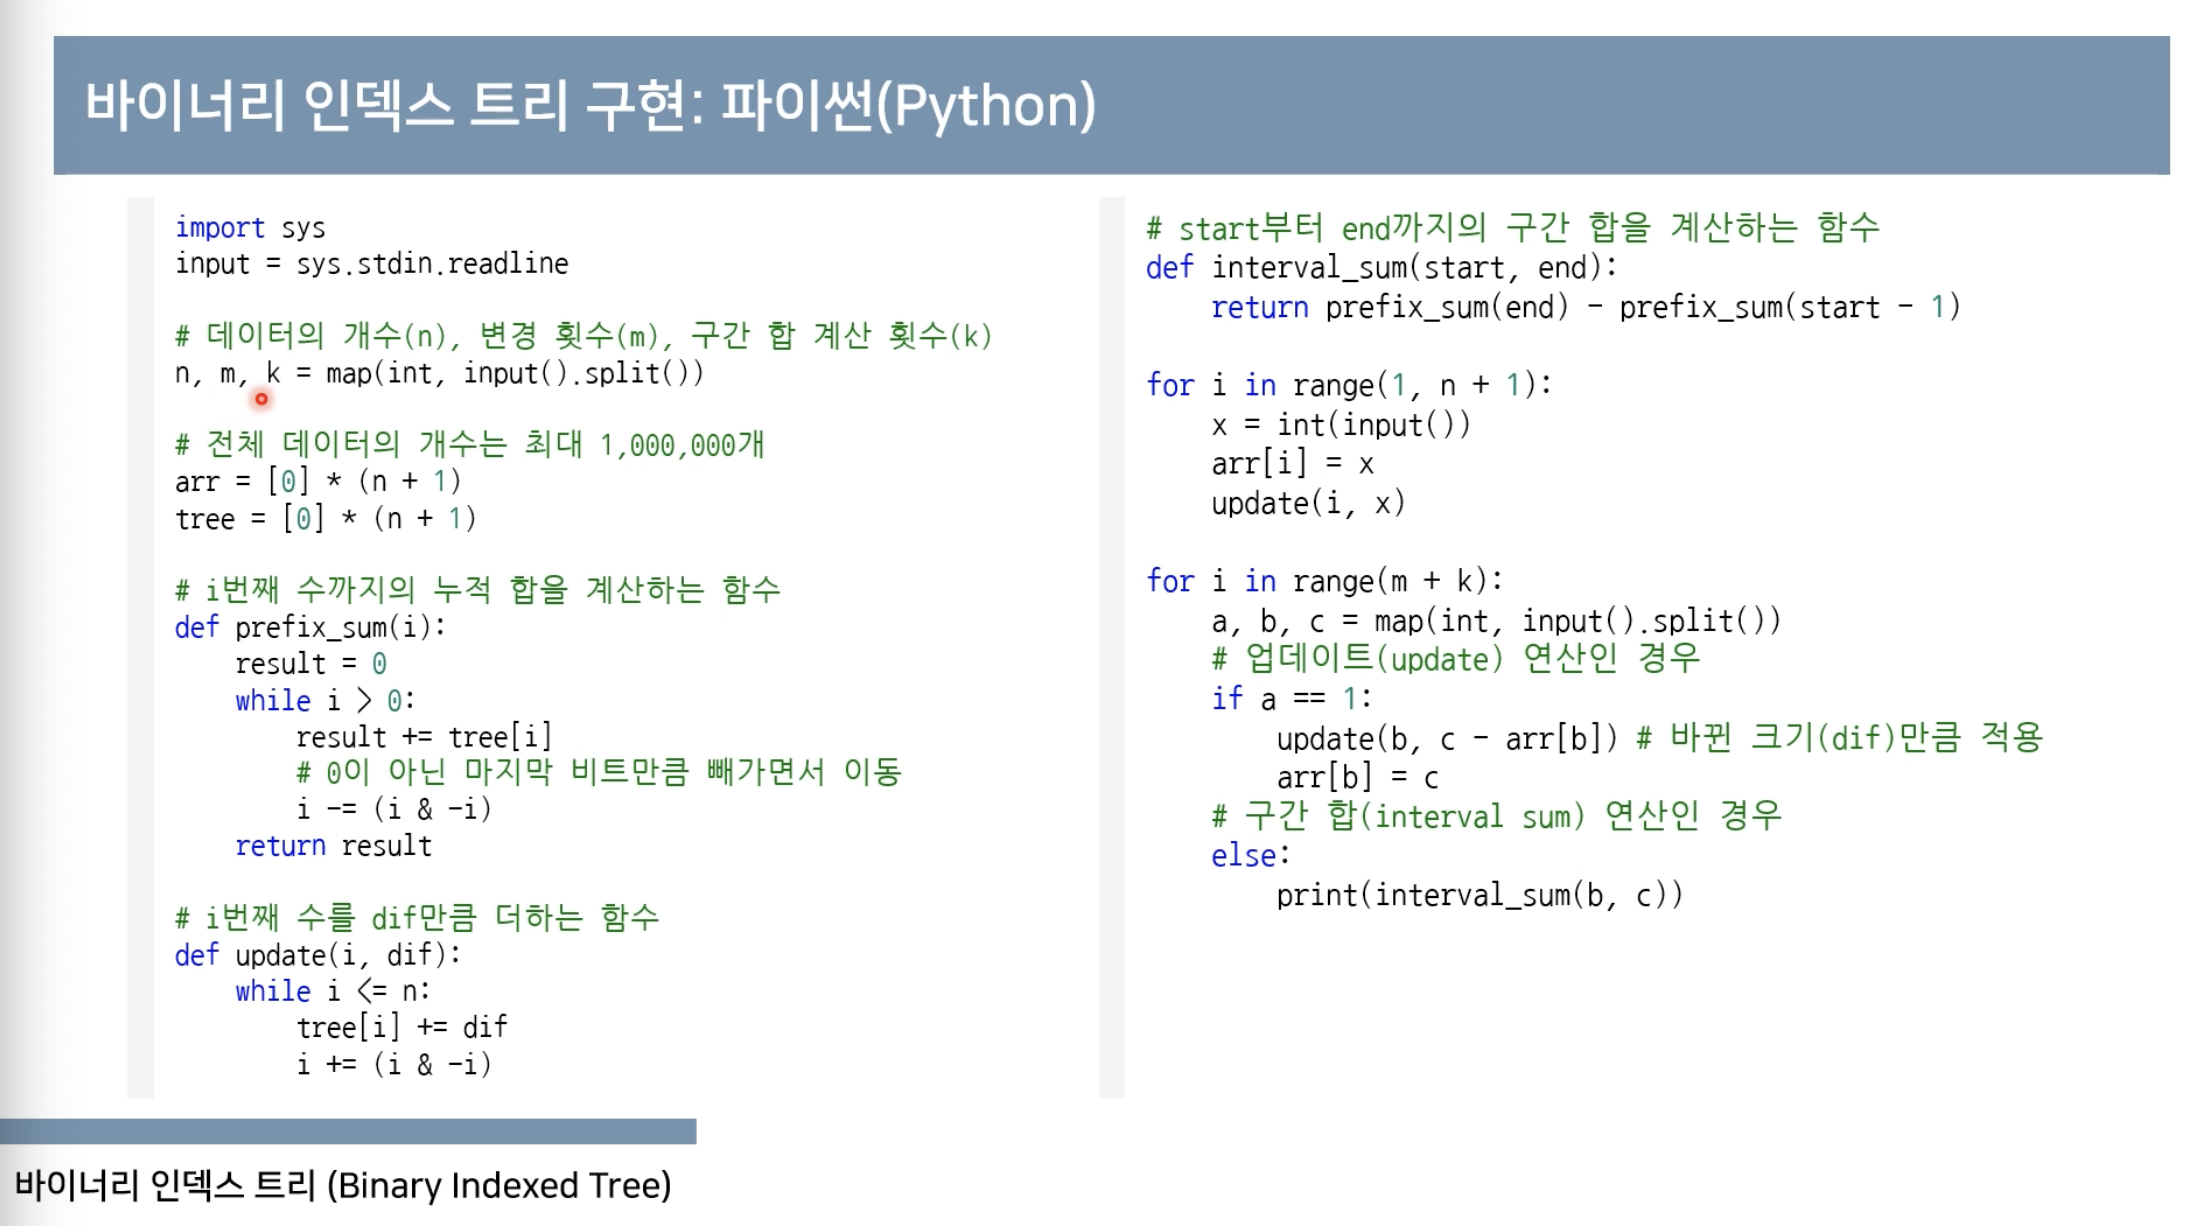 바이너리 인덱스 트리 구현: 파이썬(Python)
import sys
input = sys.stdin.readline
# 데이터의 개수(n), 변경 횟수(m), 구간 합 계산 횟수(k)
n, m, k = map(int, input().split())
# 전체 데이터의 개수는 최대 1,000,000개
arr = [0] * (n + 1)
tree = [0] * (n + 1)
# i번째 수까지의 누적 합을 계산하는 함수
def prefix_sum(i):
    result = 0
    while i > 0:
        result += tree[i]
        # 0이 아닌 마지막 비트만큼 빼가면서 이동
        i -= (i & -i)
    return result
# i번째 수를 dif만큼 더하는 함수
def update(i, dif):
    while i <= n:
        tree[i] += dif
        i += (i & -i)
# start부터 end까지의 구간 합을 계산하는 함수
def interval_sum(start, end):
    return prefix_sum(end) - prefix_sum(start - 1)
for i in range(1, n + 1):
    x = int(input())
    arr[i] = x
    update(i, x)
for i in range(m + k):
    a, b, c = map(int, input().split())
    # 업데이트(update) 연산인 경우
    if a == 1:
        update(b, c - arr[b]) # 바뀐 크기(dif)만큼 적용
        arr[b] = c
    # 구간 합(interval sum) 연산인 경우
    else:
        print(interval_sum(b, c))
바이너리 인덱스 트리 (Binary Indexed Tree)